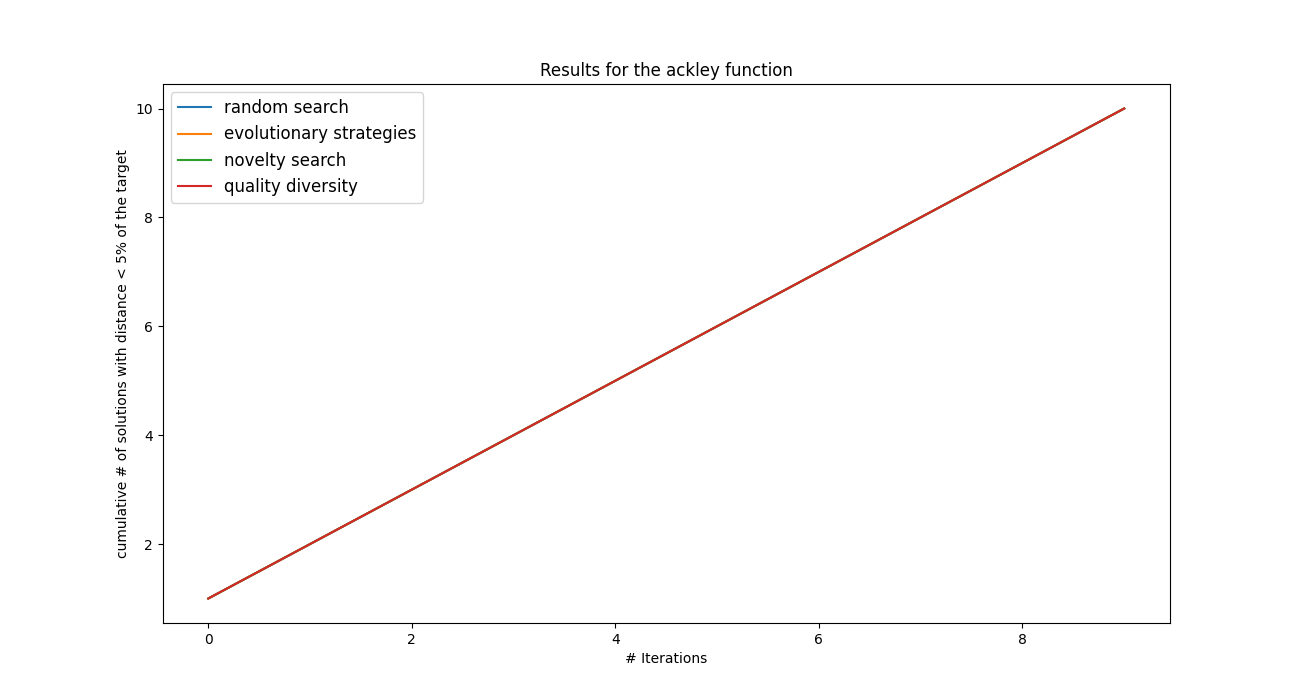 Results for the ackley function
random search
evolutionary strategies
novelty search
quality diversity
cumulative # of solutions with distance < 5% of the target
10
8
6
4
2
0 2 4 6 8
# Iterations